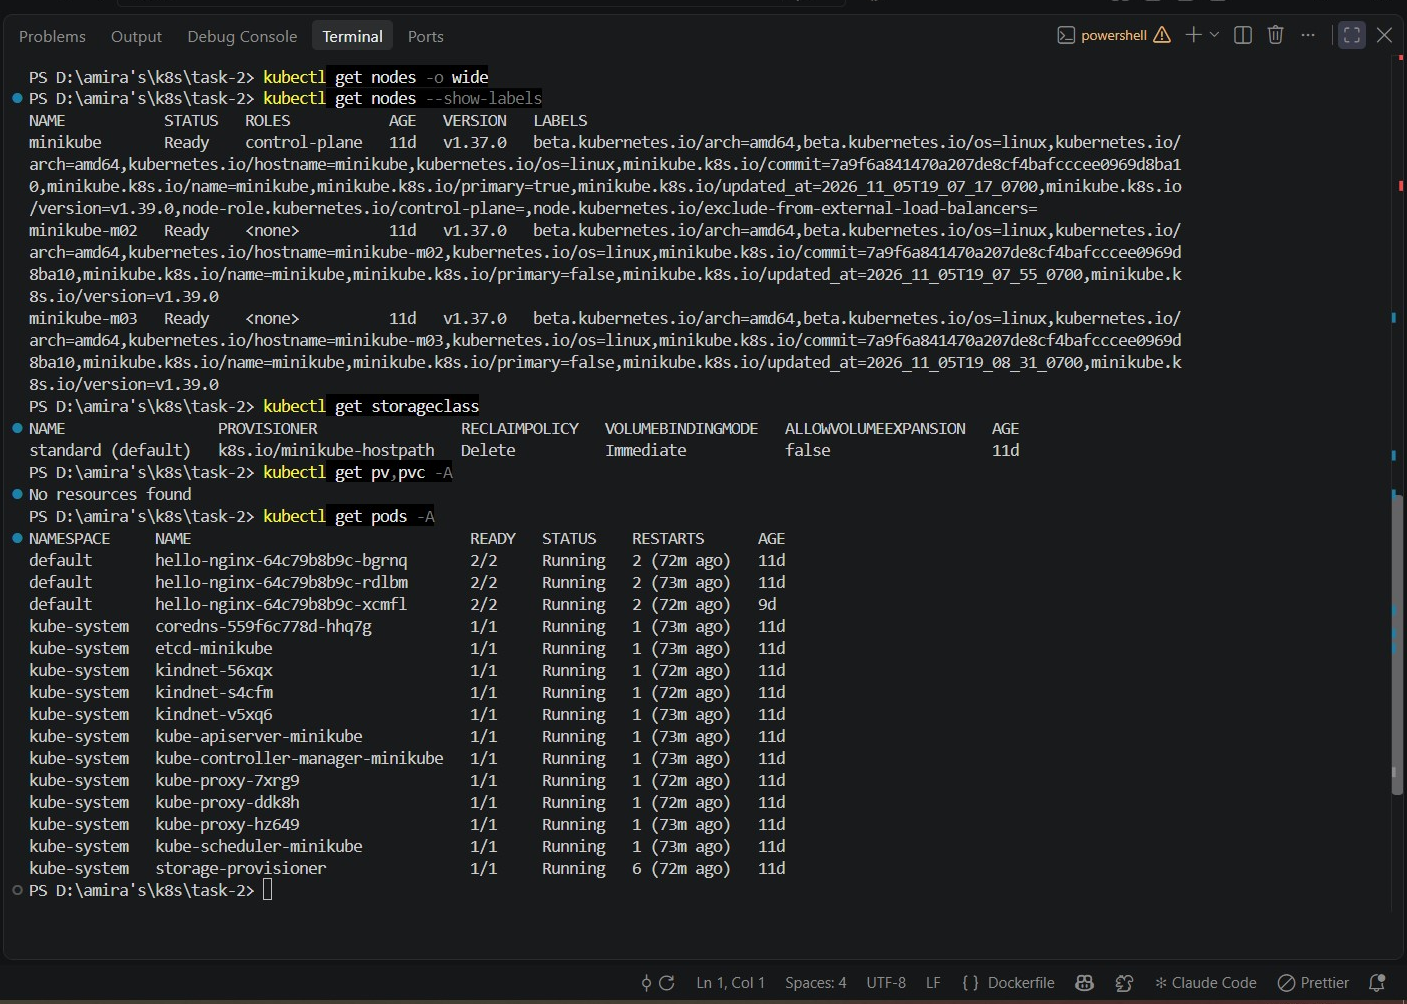 Problems Output Debug Console Terminal Ports powershell
PS D:\amira's\k8s\task-2> kubectl get nodes -o wide
PS D:\amira's\k8s\task-2> kubectl get nodes --show-labels
NAME STATUS ROLES AGE VERSION LABELS
minikube Ready control-plane 11d v1.37.0 beta.kubernetes.io/arch=amd64,beta.kubernetes.io/os=linux,kubernetes.io/
arch=amd64,kubernetes.io/hostname=minikube,kubernetes.io/os=linux,minikube.k8s.io/commit=7a9f6a841470a207de8cf4bafcccee0969d8ba1
0,minikube.k8s.io/name=minikube,minikube.k8s.io/primary=true,minikube.k8s.io/updated_at=2026_11_05T19_07_17_0700,minikube.k8s.io
/version=v1.39.0,node-role.kubernetes.io/control-plane=,node.kubernetes.io/exclude-from-external-load-balancers=
minikube-m02 Ready <none> 11d v1.37.0 beta.kubernetes.io/arch=amd64,beta.kubernetes.io/os=linux,kubernetes.io/
arch=amd64,kubernetes.io/hostname=minikube-m02,kubernetes.io/os=linux,minikube.k8s.io/commit=7a9f6a841470a207de8cf4bafcccee0969d
8ba10,minikube.k8s.io/name=minikube,minikube.k8s.io/primary=false,minikube.k8s.io/updated_at=2026_11_05T19_07_55_0700,minikube.k
8s.io/version=v1.39.0
minikube-m03 Ready <none> 11d v1.37.0 beta.kubernetes.io/arch=amd64,beta.kubernetes.io/os=linux,kubernetes.io/
arch=amd64,kubernetes.io/hostname=minikube-m03,kubernetes.io/os=linux,minikube.k8s.io/commit=7a9f6a841470a207de8cf4bafcccee0969d
8ba10,minikube.k8s.io/name=minikube,minikube.k8s.io/primary=false,minikube.k8s.io/updated_at=2026_11_05T19_08_31_0700,minikube.k
8s.io/version=v1.39.0
PS D:\amira's\k8s\task-2> kubectl get storageclass
NAME PROVISIONER RECLAIMPOLICY VOLUMEBINDINGMODE ALLOWVOLUMEEXPANSION AGE
standard (default) k8s.io/minikube-hostpath Delete Immediate false 11d
PS D:\amira's\k8s\task-2> kubectl get pv,pvc -A
No resources found
PS D:\amira's\k8s\task-2> kubectl get pods -A
NAMESPACE NAME READY STATUS RESTARTS AGE
default hello-nginx-64c79b8b9c-bgrnq 2/2 Running 2 (72m ago) 11d
default hello-nginx-64c79b8b9c-rdlbm 2/2 Running 2 (73m ago) 11d
default hello-nginx-64c79b8b9c-xcmfl 2/2 Running 2 (72m ago) 9d
kube-system coredns-559f6c778d-hhq7g 1/1 Running 1 (73m ago) 11d
kube-system etcd-minikube 1/1 Running 1 (73m ago) 11d
kube-system kindnet-56xqx 1/1 Running 1 (72m ago) 11d
kube-system kindnet-s4cfm 1/1 Running 1 (72m ago) 11d
kube-system kindnet-v5xq6 1/1 Running 1 (73m ago) 11d
kube-system kube-apiserver-minikube 1/1 Running 1 (73m ago) 11d
kube-system kube-controller-manager-minikube 1/1 Running 1 (73m ago) 11d
kube-system kube-proxy-7xrg9 1/1 Running 1 (72m ago) 11d
kube-system kube-proxy-ddk8h 1/1 Running 1 (72m ago) 11d
kube-system kube-proxy-hz649 1/1 Running 1 (73m ago) 11d
kube-system kube-scheduler-minikube 1/1 Running 1 (73m ago) 11d
kube-system storage-provisioner 1/1 Running 6 (72m ago) 11d
PS D:\amira's\k8s\task-2>
Ln 1, Col 1 Spaces: 4 UTF-8 LF { } Dockerfile Claude Code Prettier